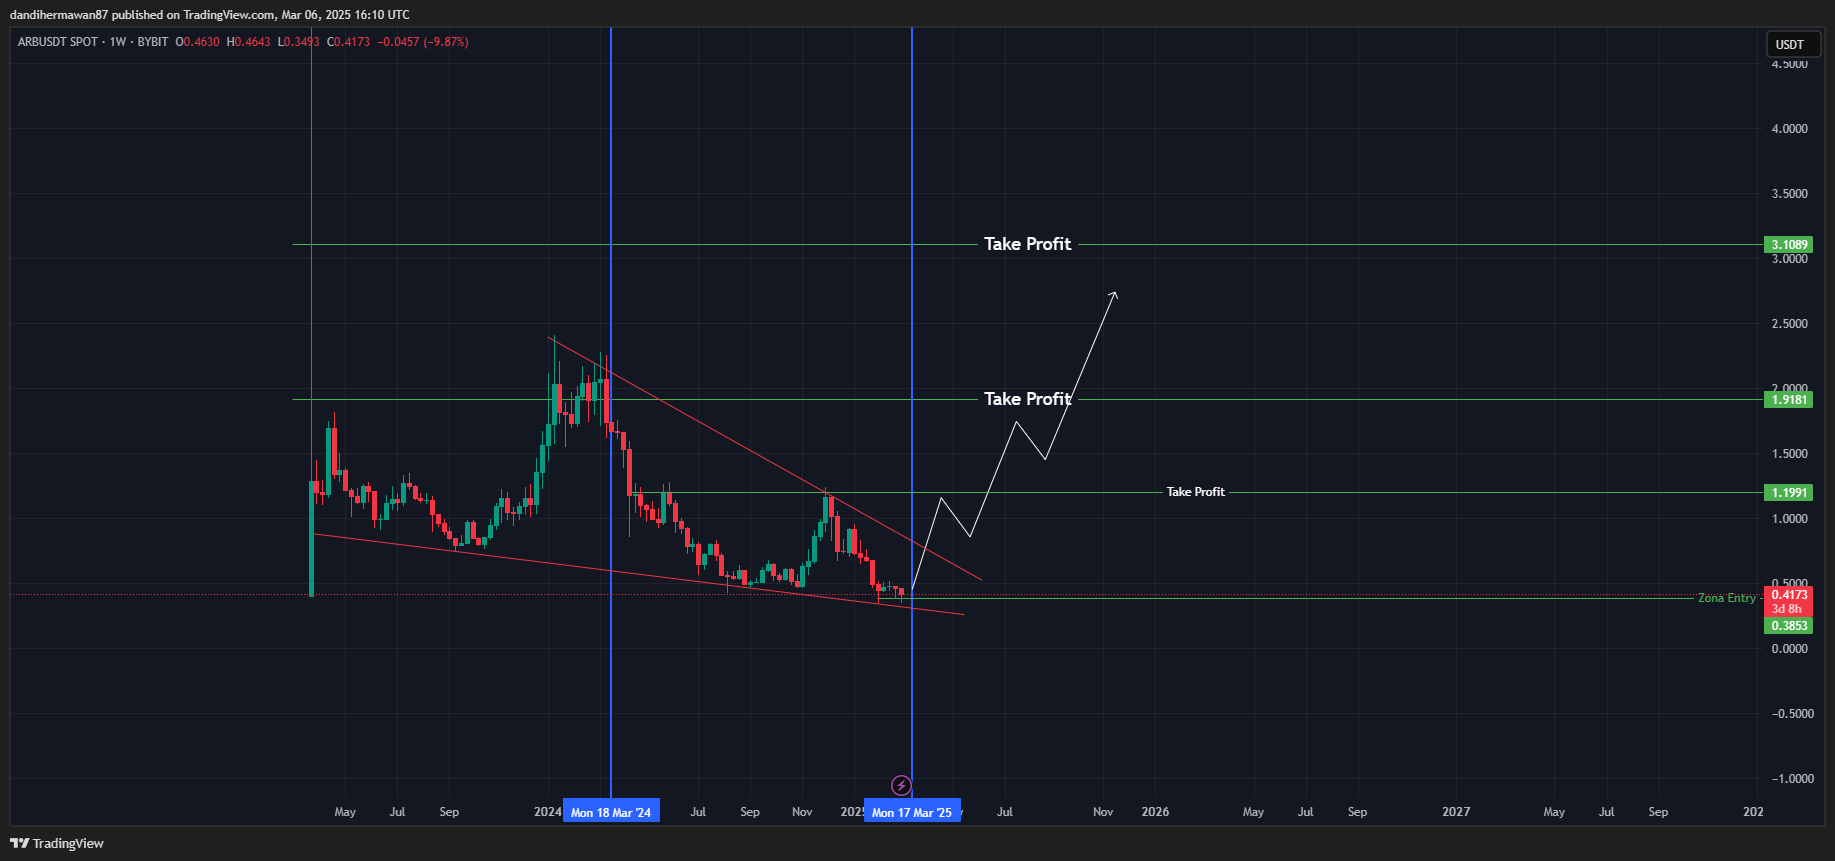 dandihermawan87 published on TradingView.com, Mar 06, 2025 16:10 UTC
ARBUSDT SPOT · 1W · BYBIT O0.4630 H0.4643 L0.3493 C0.4173 −0.0457 (−9.87%)
USDT
4.5000
4.0000
3.5000
Take Profit
3.1089
3.0000
2.5000
2.0000
Take Profit
1.9181
1.5000
Take Profit
1.1991
1.0000
0.5000
Zona Entry
0.4173
3d 8h
0.3853
0.0000
−0.5000
−1.0000
May Jul Sep 2024 Mon 18 Mar '24 Jul Sep Nov 2025 Mon 17 Mar '25 Jul Nov 2026 May Jul Sep 2027 May Jul Sep 202
TradingView